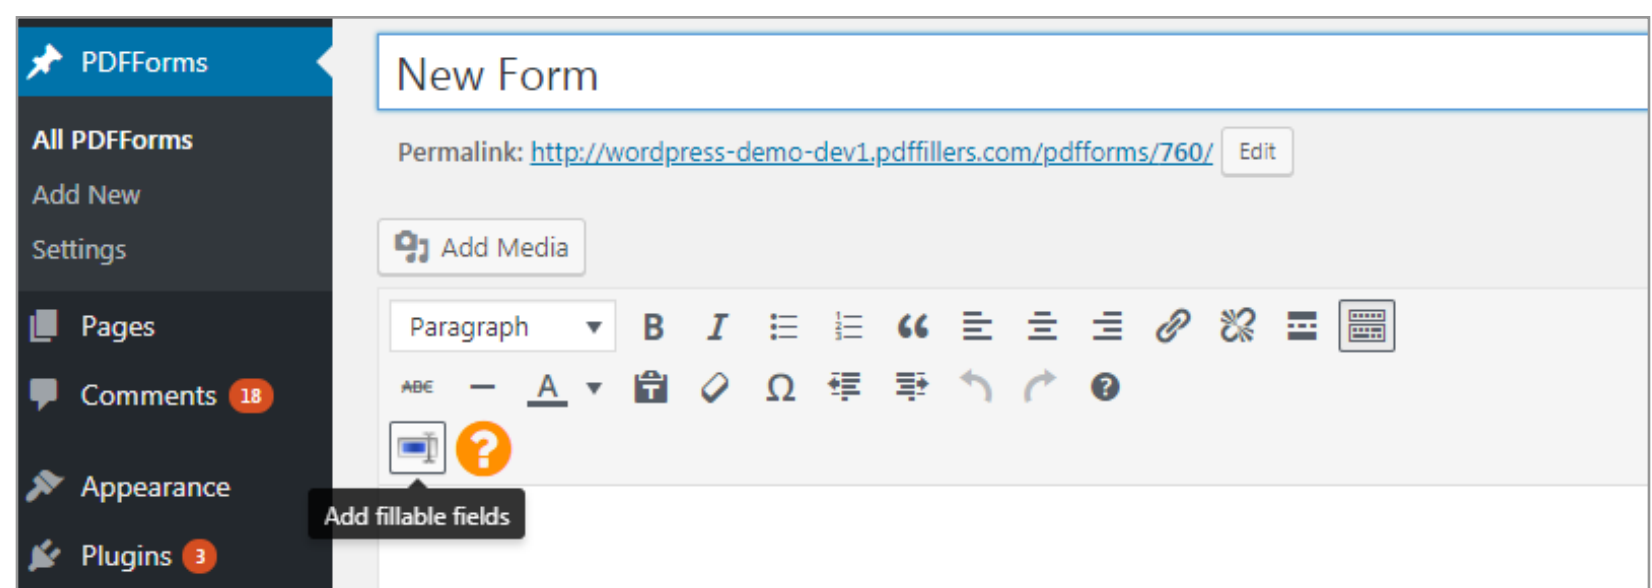 PDFForms
All PDFForms
Add New
Settings
Pages
Comments 18
Appearance
Plugins 3
New Form
Permalink: http://wordpress-demo-dev1.pdffillers.com/pdfforms/760/ Edit
Add Media
Paragraph B I
ABC A T Ω ?
?
Add fillable fields